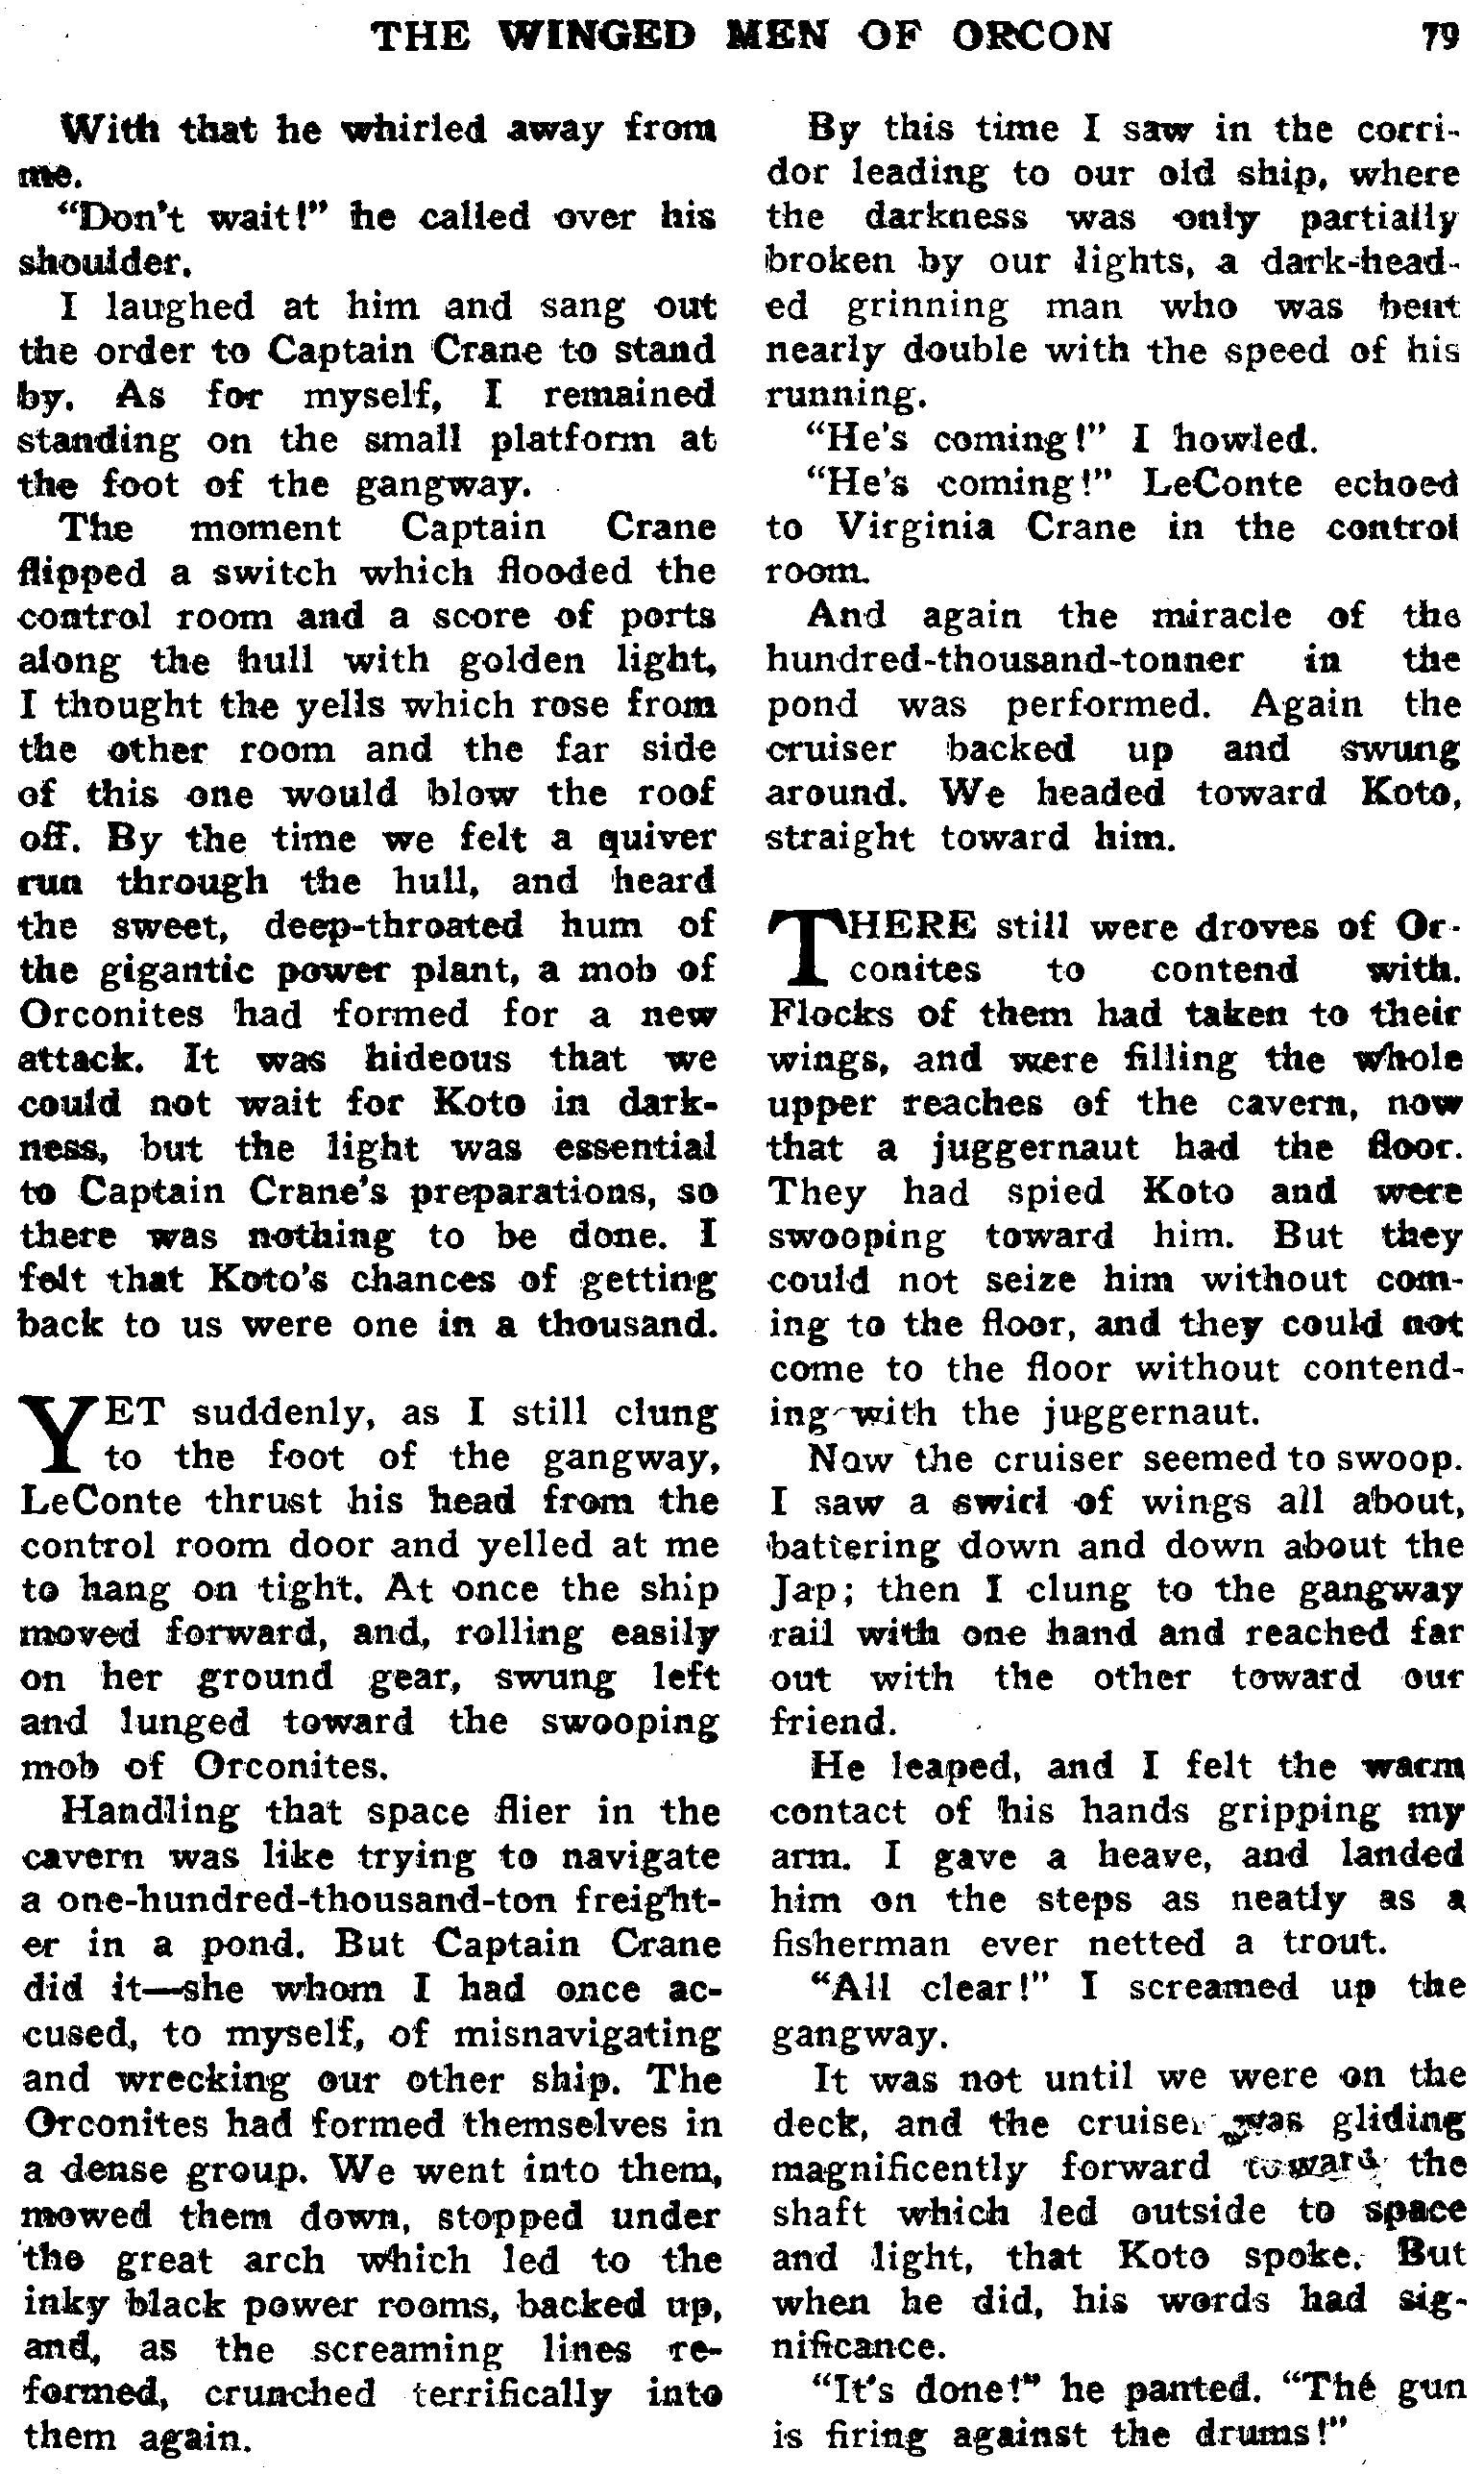 THE WINGED MEN OF ORCON 79
With that he whirled away from
me.
"Don't wait!" he called over his
shoulder.
I laughed at him and sang out
the order to Captain Crane to stand
by. As for myself, I remained
standing on the small platform at
the foot of the gangway.
The moment Captain Crane
flipped a switch which flooded the
control room and a score of ports
along the hull with golden light,
I thought the yells which rose from
the other room and the far side
of this one would blow the roof
off. By the time we felt a quiver
run through the hull, and heard
the sweet, deep-throated hum of
the gigantic power plant, a mob of
Orconites had formed for a new
attack. It was hideous that we
could not wait for Koto in dark-
ness, but the light was essential
to Captain Crane's preparations, so
there was nothing to be done. I
felt that Koto's chances of getting
back to us were one in a thousand.
YET suddenly, as I still clung
to the foot of the gangway,
LeConte thrust his head from the
control room door and yelled at me
to hang on tight. At once the ship
moved forward, and, rolling easily
on her ground gear, swung left
and lunged toward the swooping
mob of Orconites.
Handling that space flier in the
cavern was like trying to navigate
a one-hundred-thousand-ton freight-
er in a pond. But Captain Crane
did it—she whom I had once ac-
cused, to myself, of misnavigating
and wrecking our other ship. The
Orconites had formed themselves in
a dense group. We went into them,
mowed them down, stopped under
the great arch which led to the
inky black power rooms, backed up,
and, as the screaming lines re-
formed, crunched terrifically into
them again.
By this time I saw in the corri-
dor leading to our old ship, where
the darkness was only partially
broken by our lights, a dark-head-
ed grinning man who was bent
nearly double with the speed of his
running.
"He's coming!" I howled.
"He's coming!" LeConte echoed
to Virginia Crane in the control
room.
And again the miracle of the
hundred-thousand-tonner in the
pond was performed. Again the
cruiser backed up and swung
around. We headed toward Koto,
straight toward him.
THERE still were droves of Or-
conites to contend with.
Flocks of them had taken to their
wings, and were filling the whole
upper reaches of the cavern, now
that a juggernaut had the floor.
They had spied Koto and were
swooping toward him. But they
could not seize him without com-
ing to the floor, and they could not
come to the floor without contend-
ing with the juggernaut.
Now the cruiser seemed to swoop.
I saw a swirl of wings all about,
battering down and down about the
Jap; then I clung to the gangway
rail with one hand and reached far
out with the other toward our
friend.
He leaped, and I felt the warm
contact of his hands gripping my
arm. I gave a heave, and landed
him on the steps as neatly as a
fisherman ever netted a trout.
"All clear!" I screamed up the
gangway.
It was not until we were on the
deck, and the cruiser was gliding
magnificently forward toward the
shaft which led outside to space
and light, that Koto spoke. But
when he did, his words had sig-
nificance.
"It's done!" he panted. "The gun
is firing against the drums!"